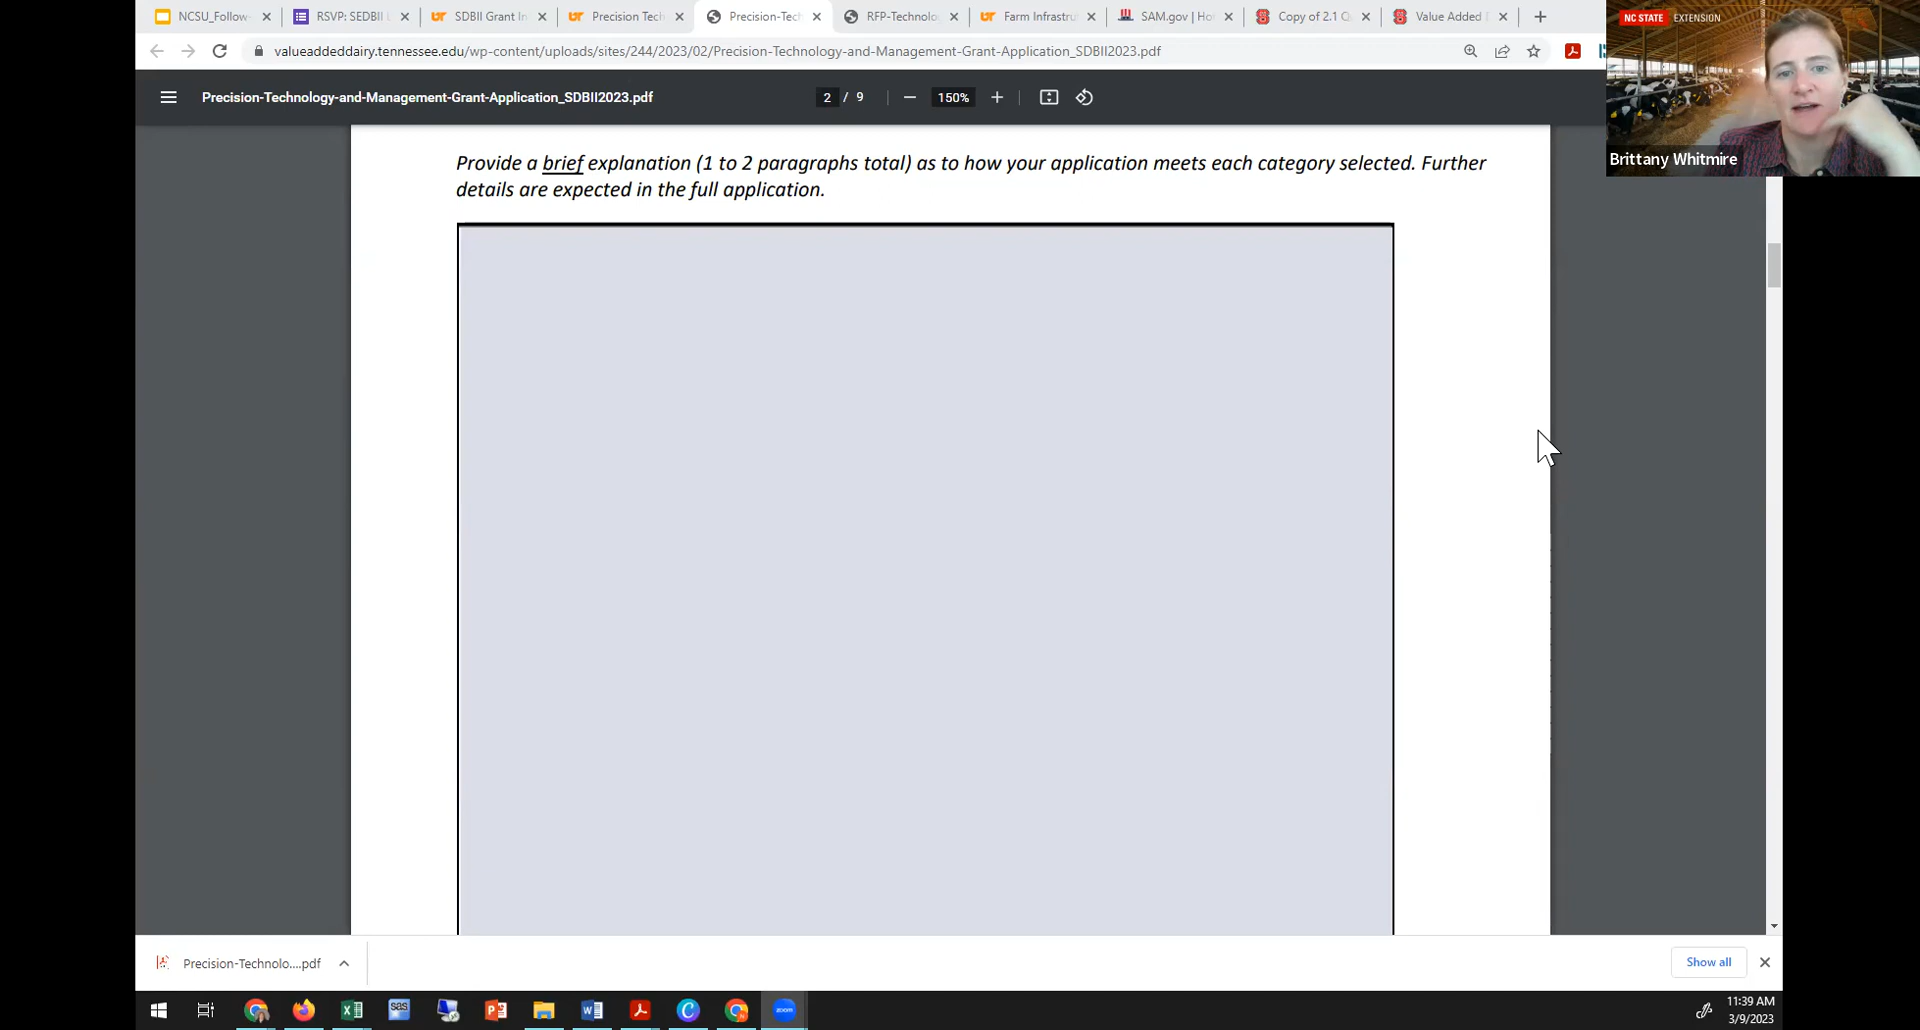 NCSU_Follow
RSVP: SEDBII L
SDBII Grant In
Precision Tech
Precision-Tech
RFP-Technolo
Farm Infrastru
SAM.gov | Ho
Copy of 2.1 Q
Value Added D
NC STATE EXTENSION
valueaddeddairy.tennessee.edu/wp-content/uploads/sites/244/2023/02/Precision-Technology-and-Management-Grant-Application_SDBII2023.pdf
Precision-Technology-and-Management-Grant-Application_SDBII2023.pdf
2 / 9
150%
Brittany Whitmire
Provide a brief explanation (1 to 2 paragraphs total) as to how your application meets each category selected. Further
details are expected in the full application.
Precision-Technolo....pdf
Show all
sas
zoom
11:39 AM
3/9/2023